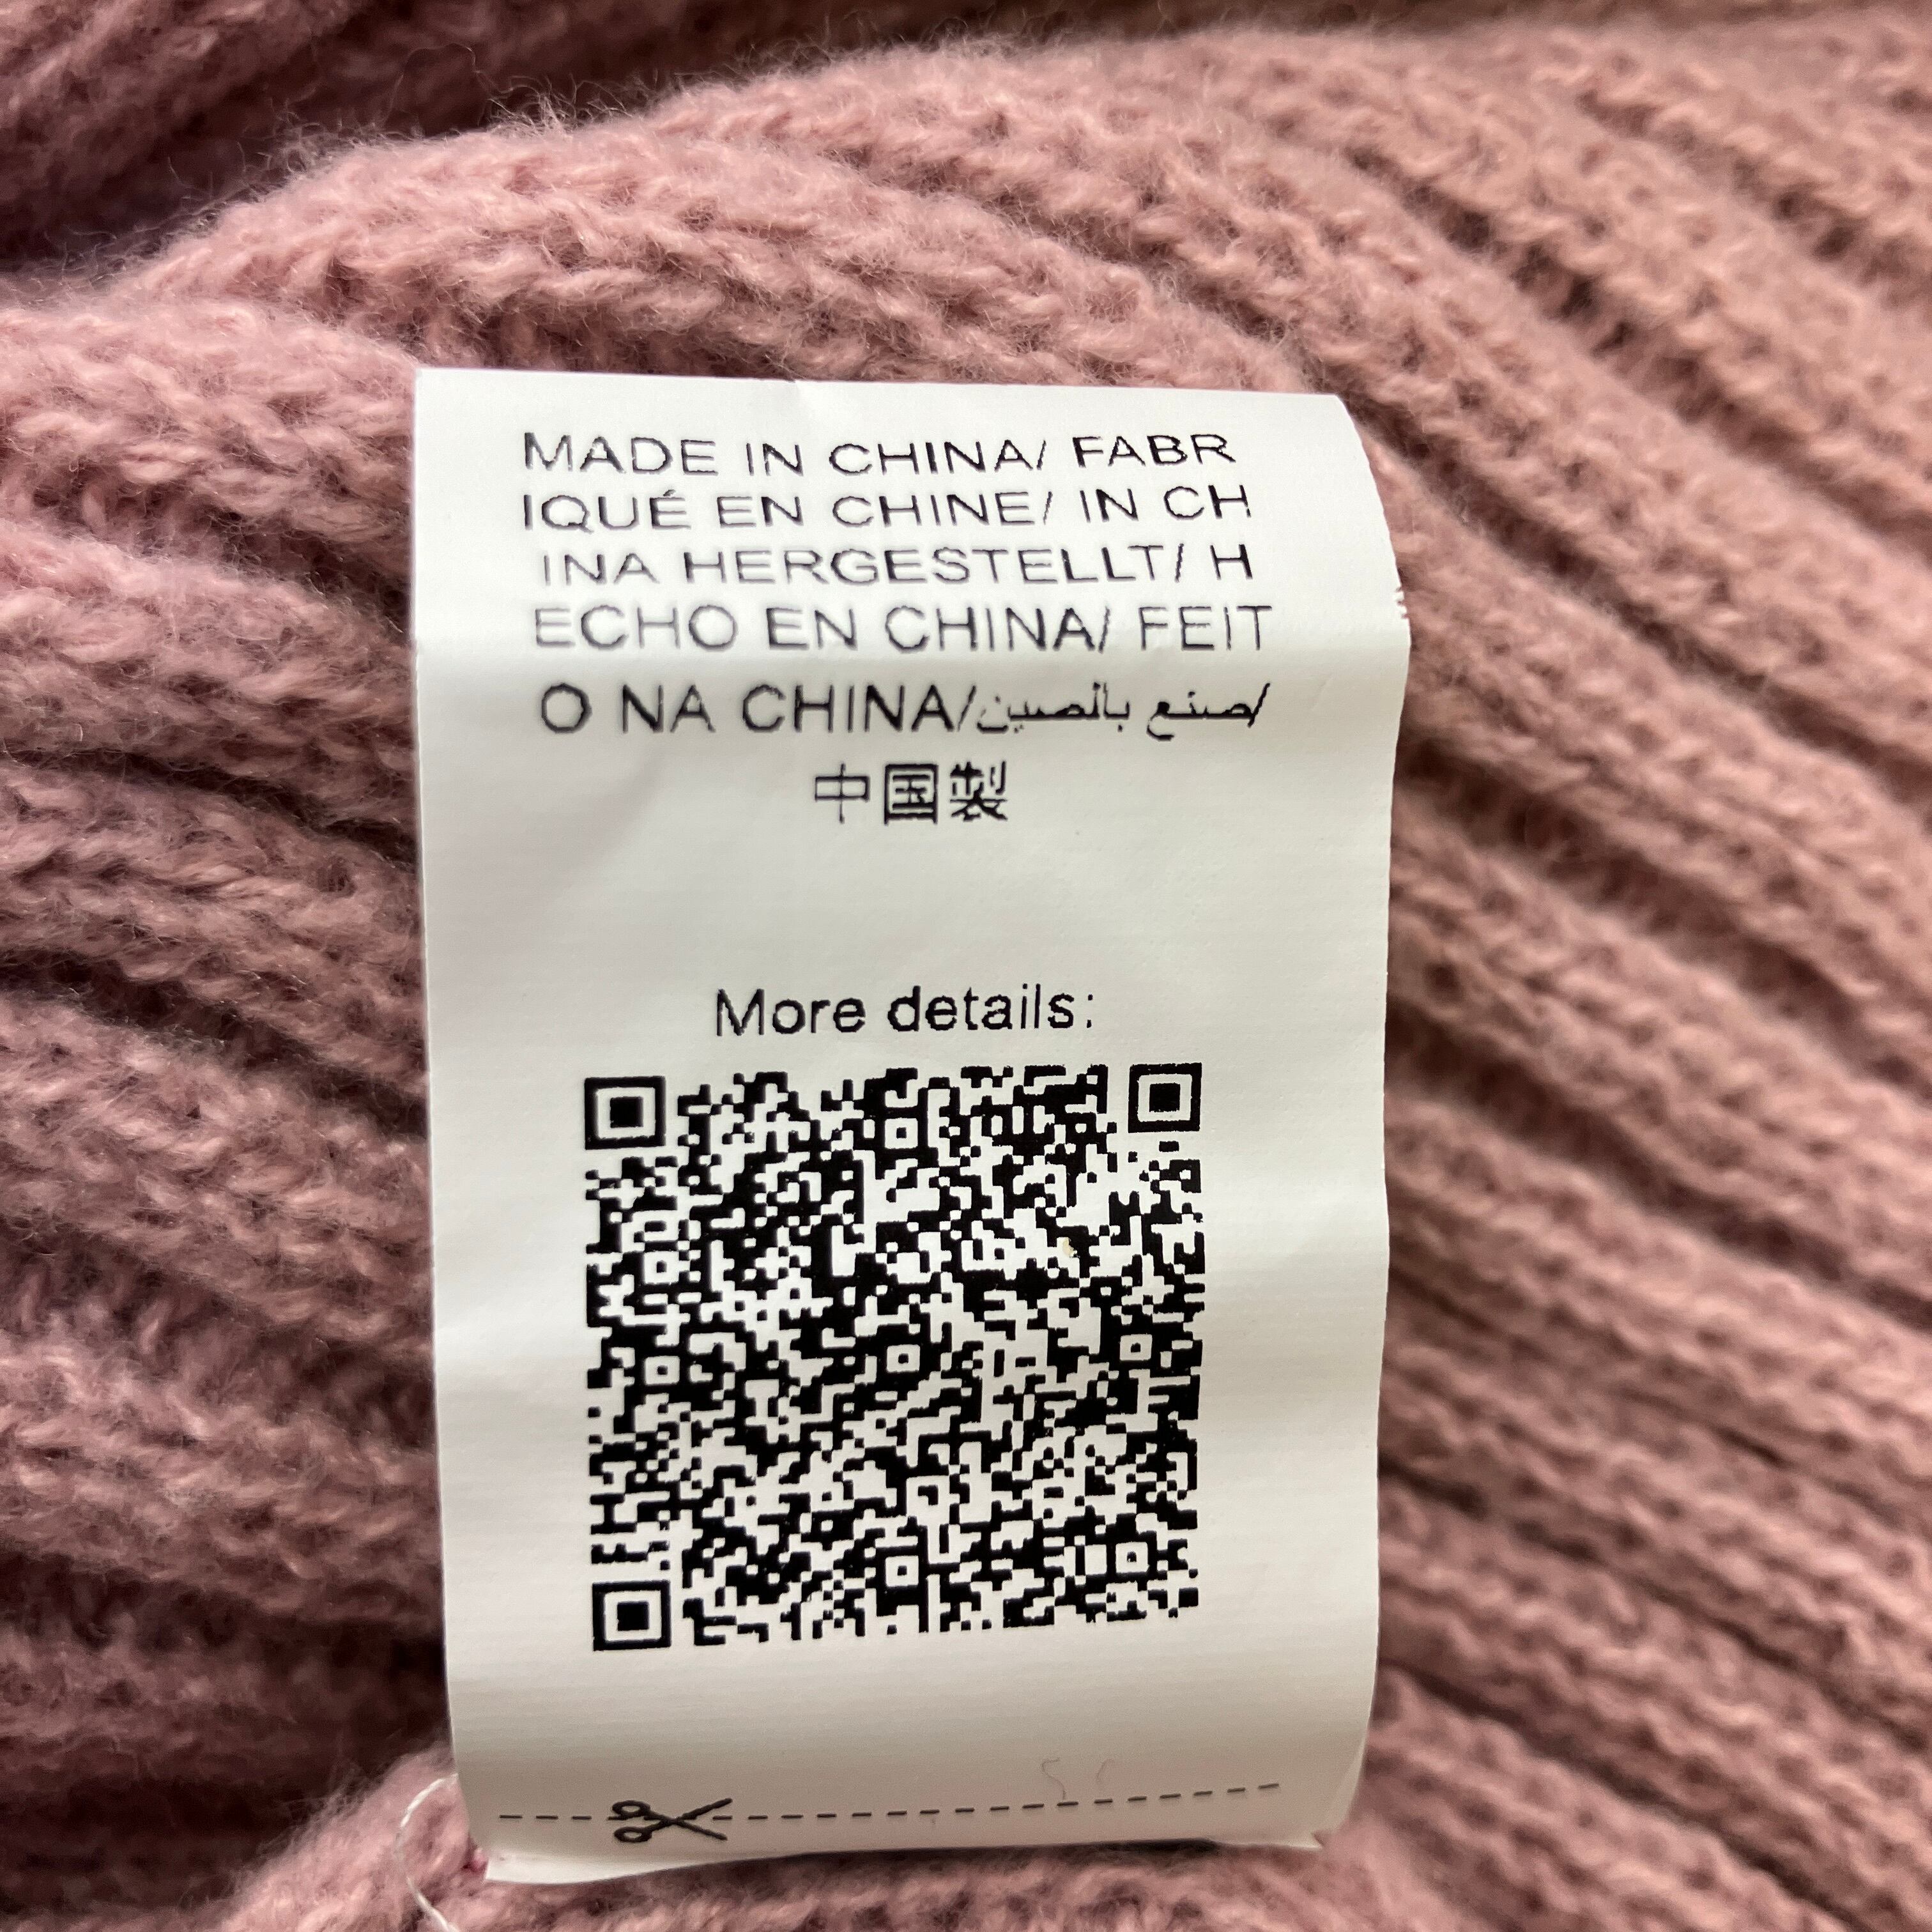 MADE IN CHINA/ FABR
IQUÉ EN CHINE/ IN CH
INA HERGESTELLT/ H
ECHO EN CHINA/ FEIT
O NA CHINA/صنع بالصين/
中国製
More details: